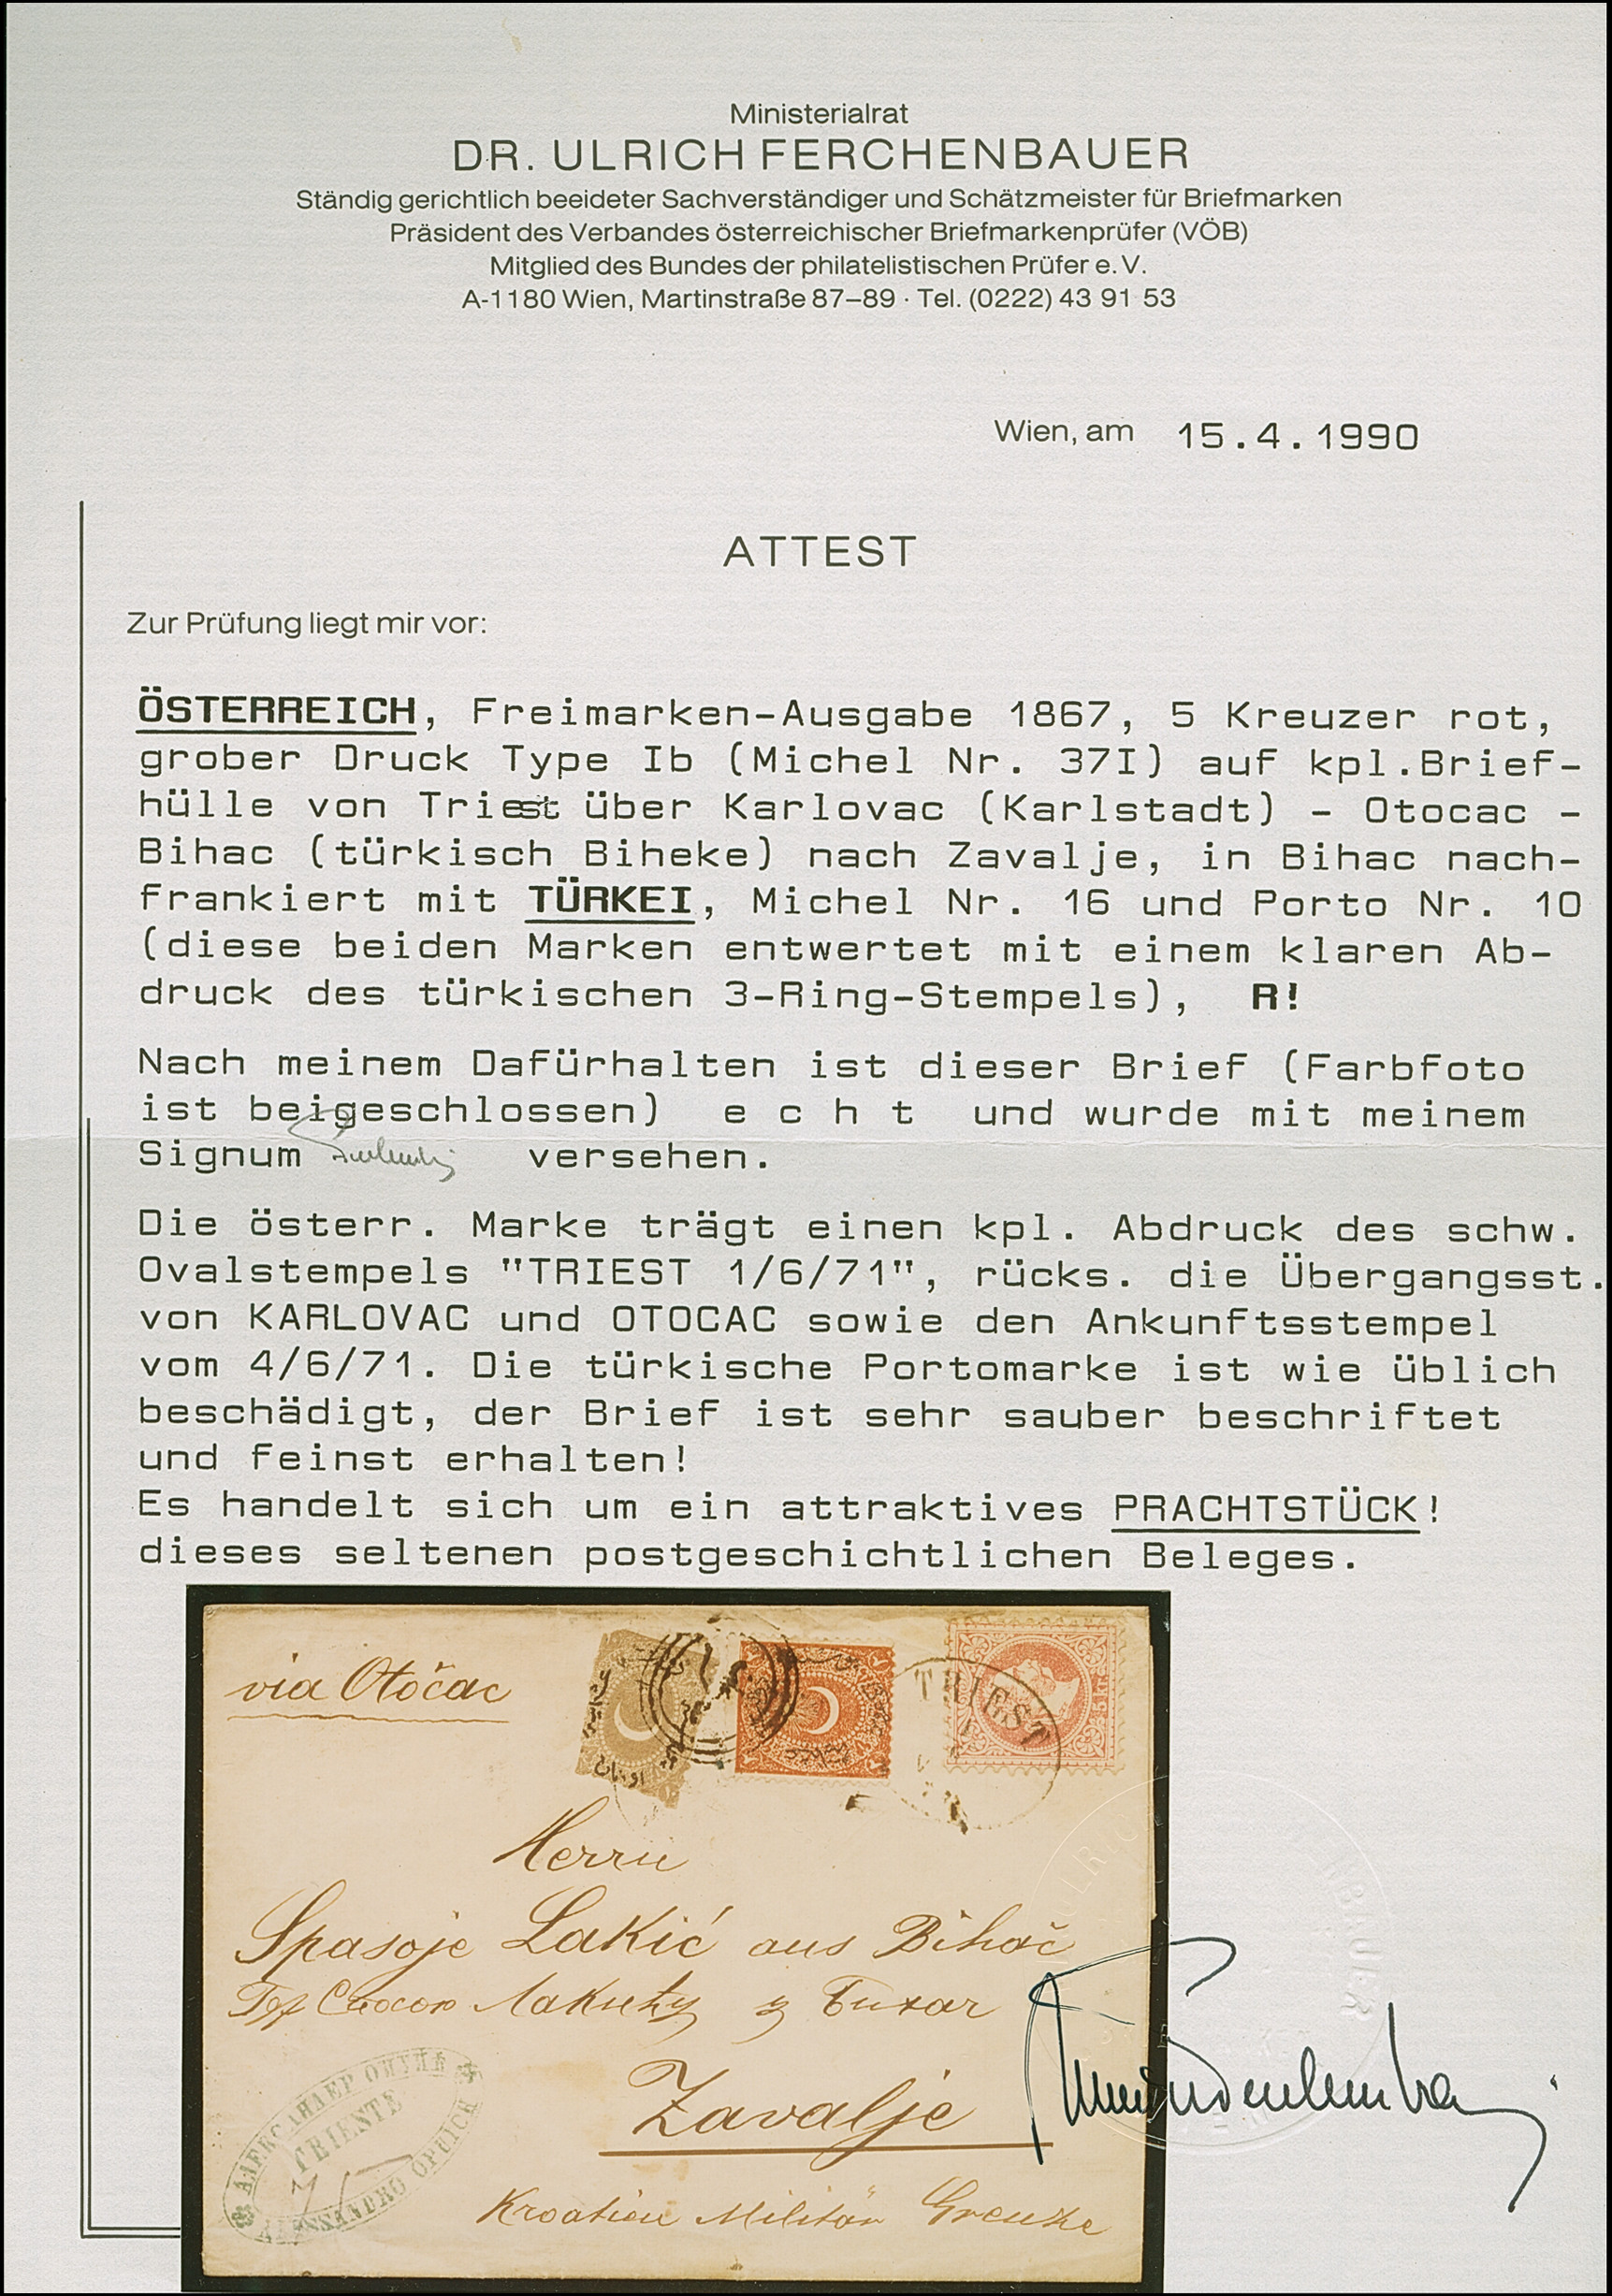 Ministerialrat
DR. ULRICH FERCHENBAUER
Ständig gerichtlich beeideter Sachverständiger und Schätzmeister für Briefmarken
Präsident des Verbandes österreichischer Briefmarkenprüfer (VÖB)
Mitglied des Bundes der philatelistischen Prüfer e. V.
A-1180 Wien, Martinstraße 87–89 · Tel. (0222) 43 91 53
Wien, am 15.4.1990
ATTEST
Zur Prüfung liegt mir vor:
ÖSTERREICH, Freimarken-Ausgabe 1867, 5 Kreuzer rot,
grober Druck Type Ib (Michel Nr. 37I) auf kpl.Brief-
hülle von Triest über Karlovac (Karlstadt) - Otocac -
Bihac (türkisch Biheke) nach Zavalje, in Bihac nach-
frankiert mit TÜRKEI, Michel Nr. 16 und Porto Nr. 10
(diese beiden Marken entwertet mit einem klaren Ab-
druck des türkischen 3-Ring-Stempels), R!
Nach meinem Dafürhalten ist dieser Brief (Farbfoto
ist beigeschlossen) e c h t und wurde mit meinem
Signum versehen.
Die österr. Marke trägt einen kpl. Abdruck des schw.
Ovalstempels "TRIEST 1/6/71", rücks. die Übergangsst.
von KARLOVAC und OTOCAC sowie den Ankunftsstempel
vom 4/6/71. Die türkische Portomarke ist wie üblich
beschädigt, der Brief ist sehr sauber beschriftet
und feinst erhalten!
Es handelt sich um ein attraktives PRACHTSTÜCK!
dieses seltenen postgeschichtlichen Beleges.
via Otočac
TRIEST
Herrn
Spasoje Lakić aus Bihać
Zavalje
TRIESTE
ALESSANDRO OPUICH
Kroatien Militär Grenze